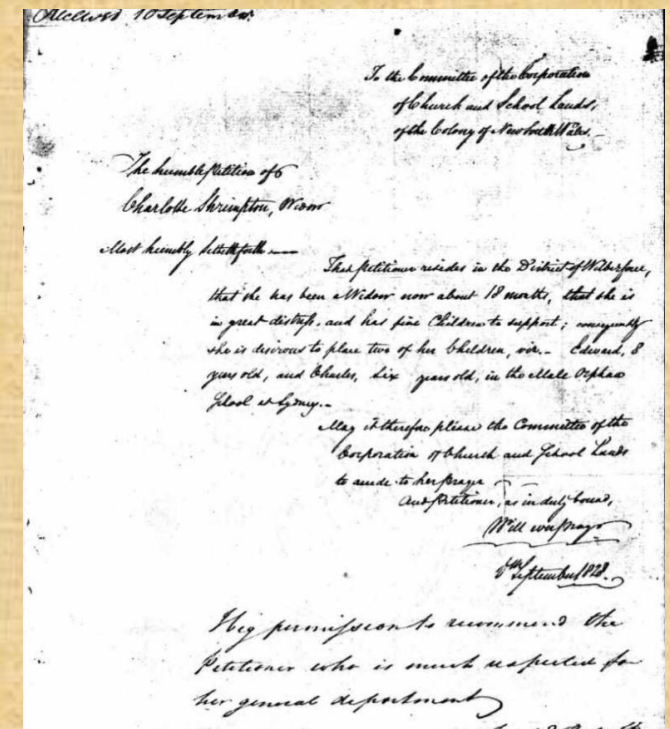 Received 10 September
To the Committee of the Corporation
of Church and School Lands,
of the Colony of New South Wales.
The humble Petition of
Charlotte Shrimpton, Widow
Most humbly setteth forth
That Petitioner resides in the District of Wilberforce,
that she has been a Widow now about 18 months, that she is
in great distress, and has five Children to support; consequently
she is desirous to place two of her Children, viz. Edward, 8
years old, and Charles, six years old, in the Male Orphan
School at Sydney.
May it therefore please the Committee of the
Corporation of Church and School Lands
to accede to her prayer
And Petitioner, as in duty bound,
Will ever pray
September 1828.
I beg permission to recommend the
Petitioner who is much respected for
her general deportment